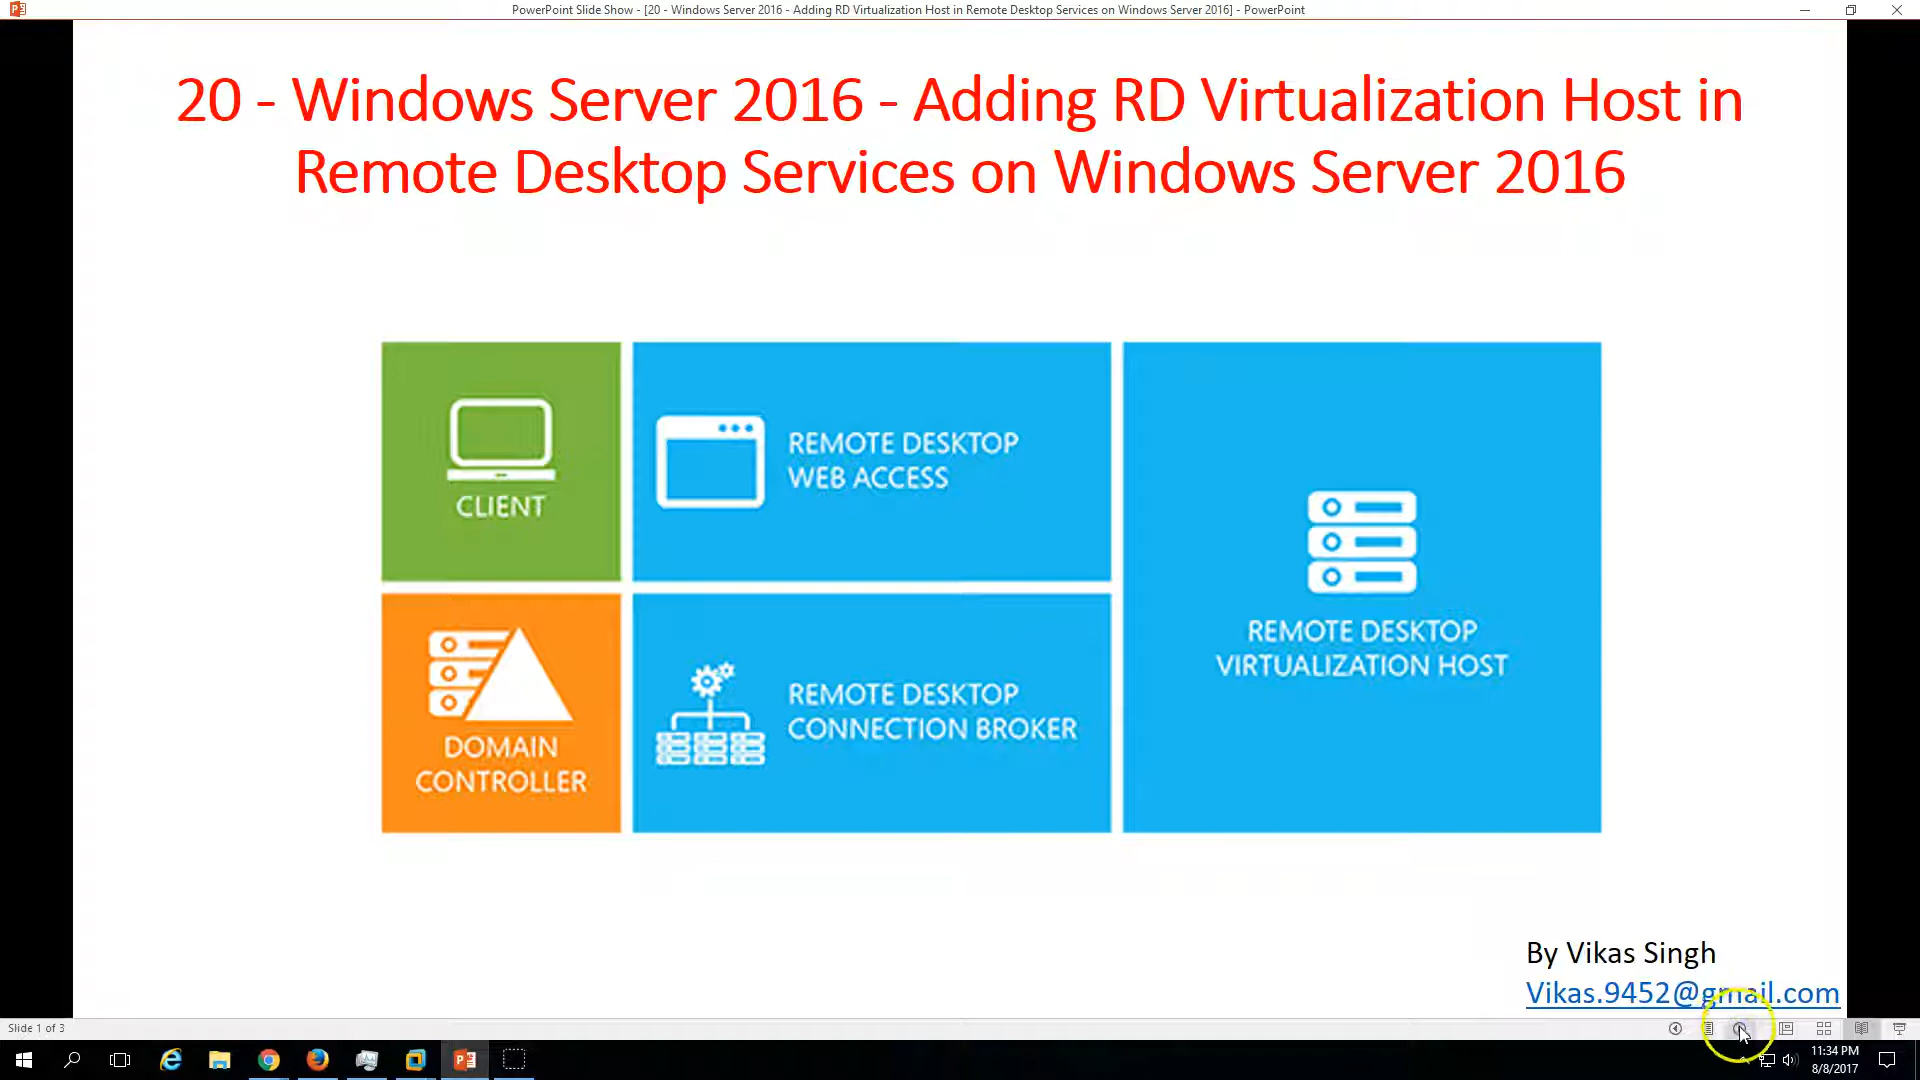 PowerPoint Slide Show - [20 - Windows Server 2016 - Adding RD Virtualization Host in Remote Desktop Services on Windows Server 2016] - PowerPoint
20 - Windows Server 2016 - Adding RD Virtualization Host in
Remote Desktop Services on Windows Server 2016
CLIENT
REMOTE DESKTOP
WEB ACCESS
DOMAIN
CONTROLLER
REMOTE DESKTOP
CONNECTION BROKER
REMOTE DESKTOP
VIRTUALIZATION HOST
By Vikas Singh
Vikas.9452@gmail.com
Slide 1 of 3
11:34 PM
8/8/2017